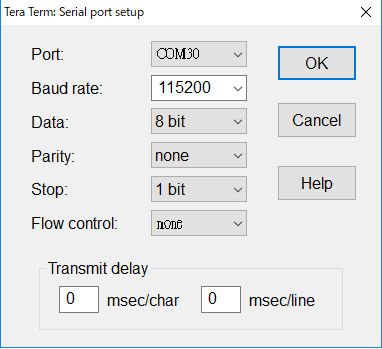 Tera Term: Serial port setup
Port: COM30 OK
Baud rate: 115200
Data: 8 bit Cancel
Parity: none
Stop: 1 bit Help
Flow control: none
Transmit delay
0 msec/char 0 msec/line